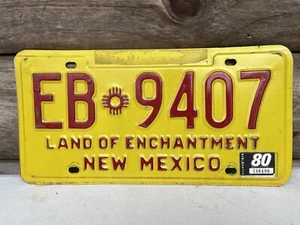 EB 9407
LAND OF ENCHANTMENT
NEW MEXICO
80